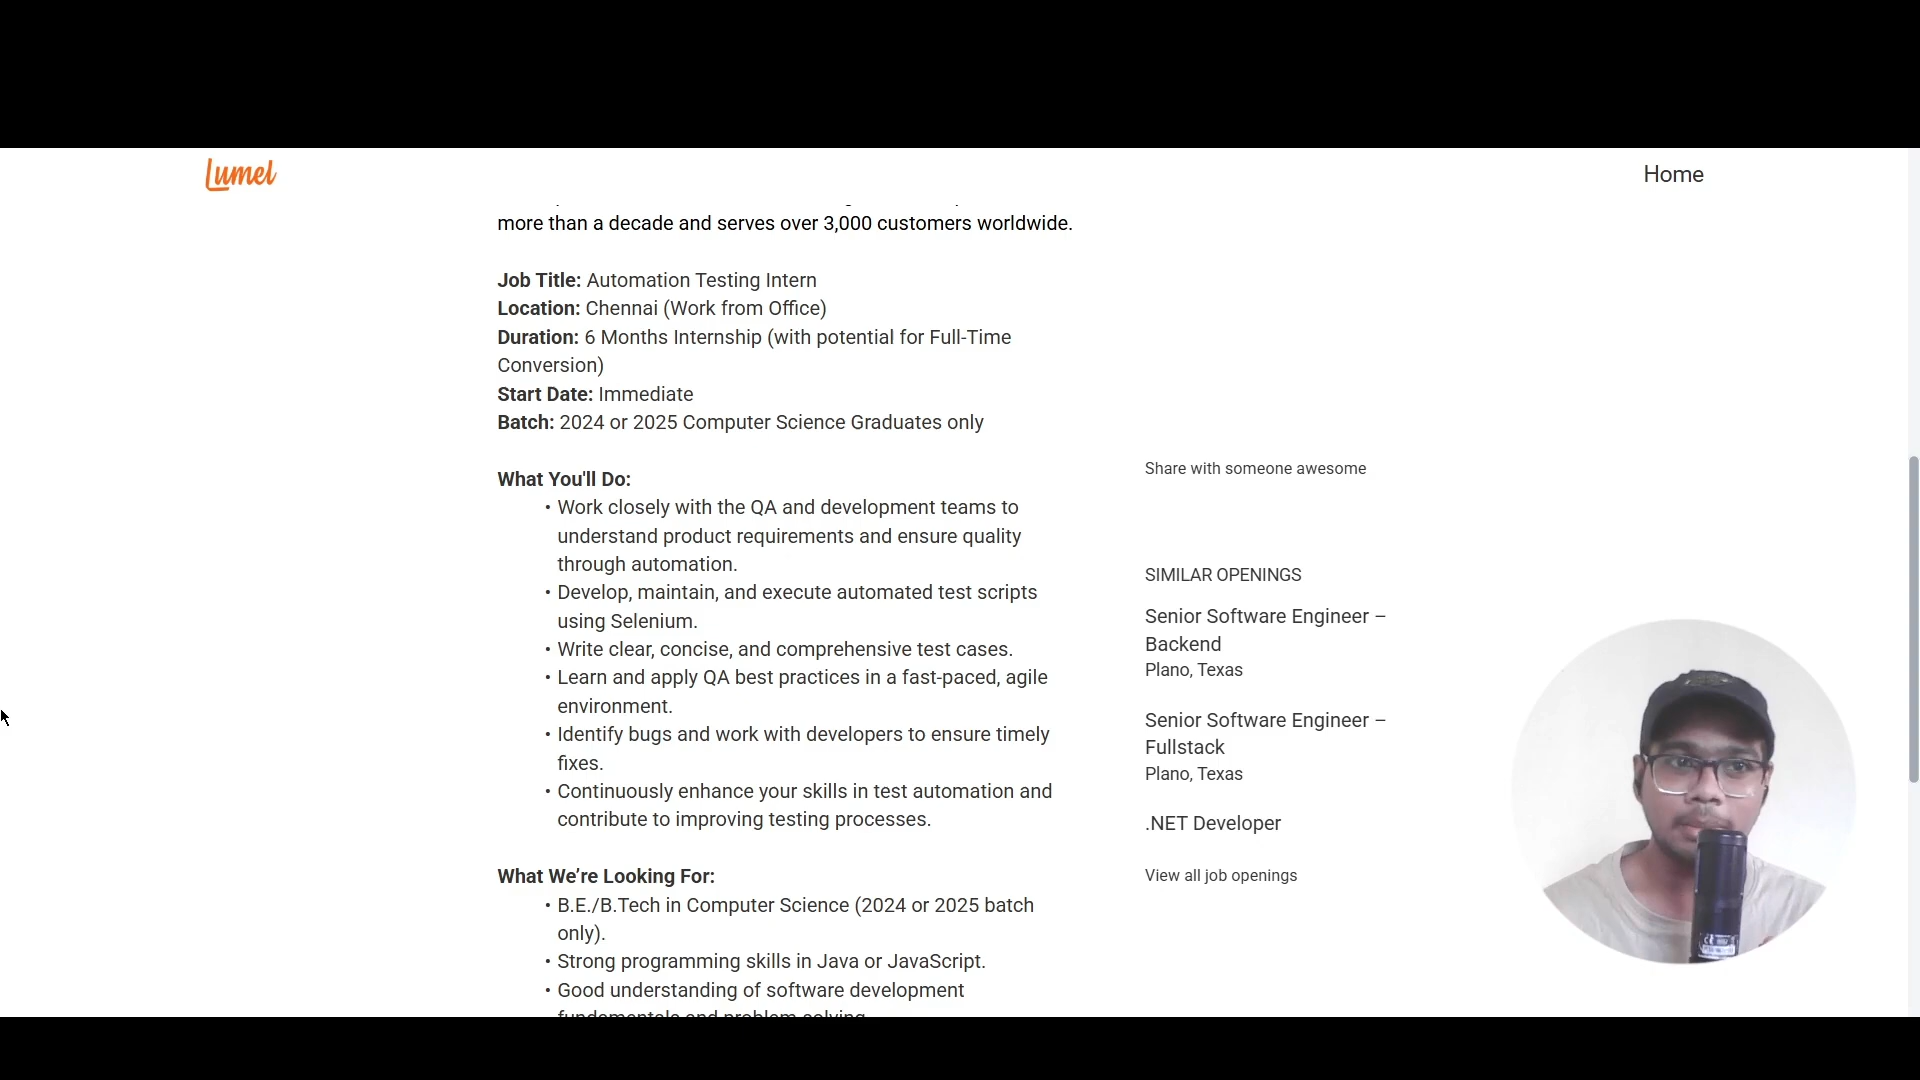 Lumel
Home
more than a decade and serves over 3,000 customers worldwide.
Job Title: Automation Testing Intern
Location: Chennai (Work from Office)
Duration: 6 Months Internship (with potential for Full-Time
Conversion)
Start Date: Immediate
Batch: 2024 or 2025 Computer Science Graduates only
What You'll Do:
• Work closely with the QA and development teams to
understand product requirements and ensure quality
through automation.
• Develop, maintain, and execute automated test scripts
using Selenium.
• Write clear, concise, and comprehensive test cases.
• Learn and apply QA best practices in a fast-paced, agile
environment.
• Identify bugs and work with developers to ensure timely
fixes.
• Continuously enhance your skills in test automation and
contribute to improving testing processes.
What We’re Looking For:
• B.E./B.Tech in Computer Science (2024 or 2025 batch
only).
• Strong programming skills in Java or JavaScript.
• Good understanding of software development
fundamentals and problem-solving.
Share with someone awesome
SIMILAR OPENINGS
Senior Software Engineer –
Backend
Plano, Texas
Senior Software Engineer –
Fullstack
Plano, Texas
.NET Developer
View all job openings